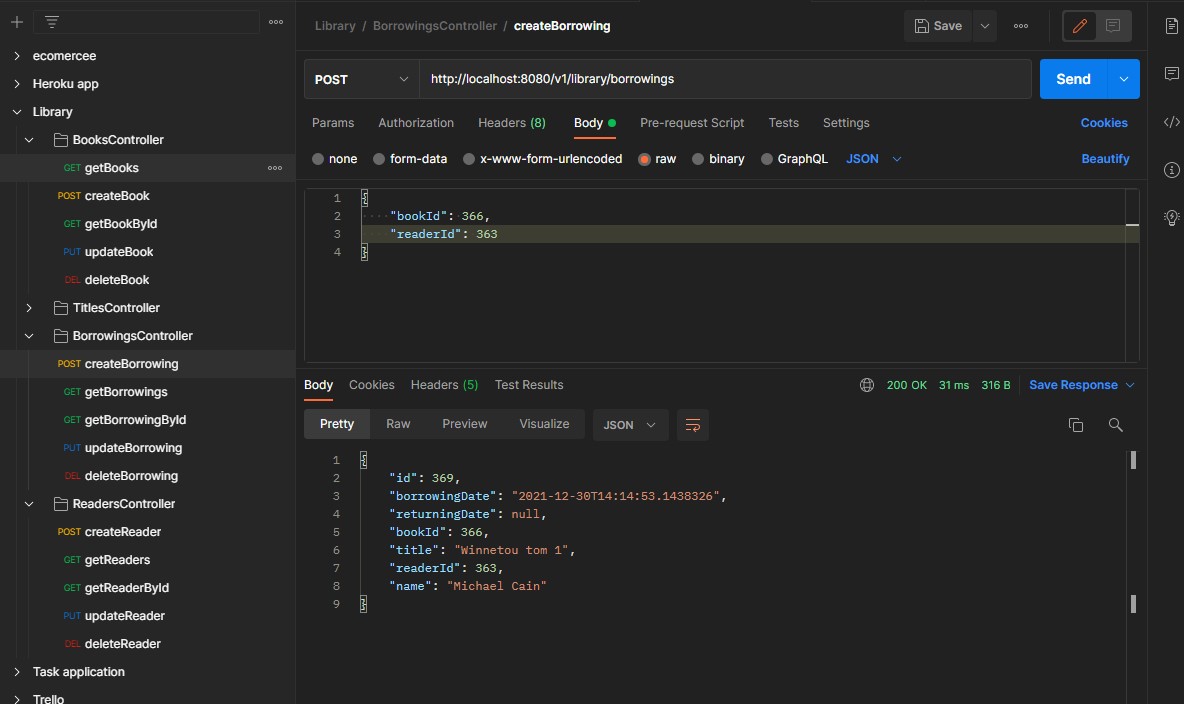 ecomercee
Heroku app
Library
BooksController
GET getBooks
POST createBook
GET getBookById
PUT updateBook
DEL deleteBook
TitlesController
BorrowingsController
POST createBorrowing
GET getBorrowings
GET getBorrowingById
PUT updateBorrowing
DEL deleteBorrowing
ReadersController
POST createReader
GET getReaders
GET getReaderById
PUT updateReader
DEL deleteReader
Task application
Trello
Library / BorrowingsController / createBorrowing
Save
POST http://localhost:8080/v1/library/borrowings Send
Params Authorization Headers (8) Body Pre-request Script Tests Settings Cookies
none form-data x-www-form-urlencoded raw binary GraphQL JSON Beautify
1 {
2 "bookId": 366,
3 "readerId": 363
4 }
Body Cookies Headers (5) Test Results 200 OK 31 ms 316 B Save Response
Pretty Raw Preview Visualize JSON
1 {
2 "id": 369,
3 "borrowingDate": "2021-12-30T14:14:53.1438326",
4 "returningDate": null,
5 "bookId": 366,
6 "title": "Winnetou tom 1",
7 "readerId": 363,
8 "name": "Michael Cain"
9 }